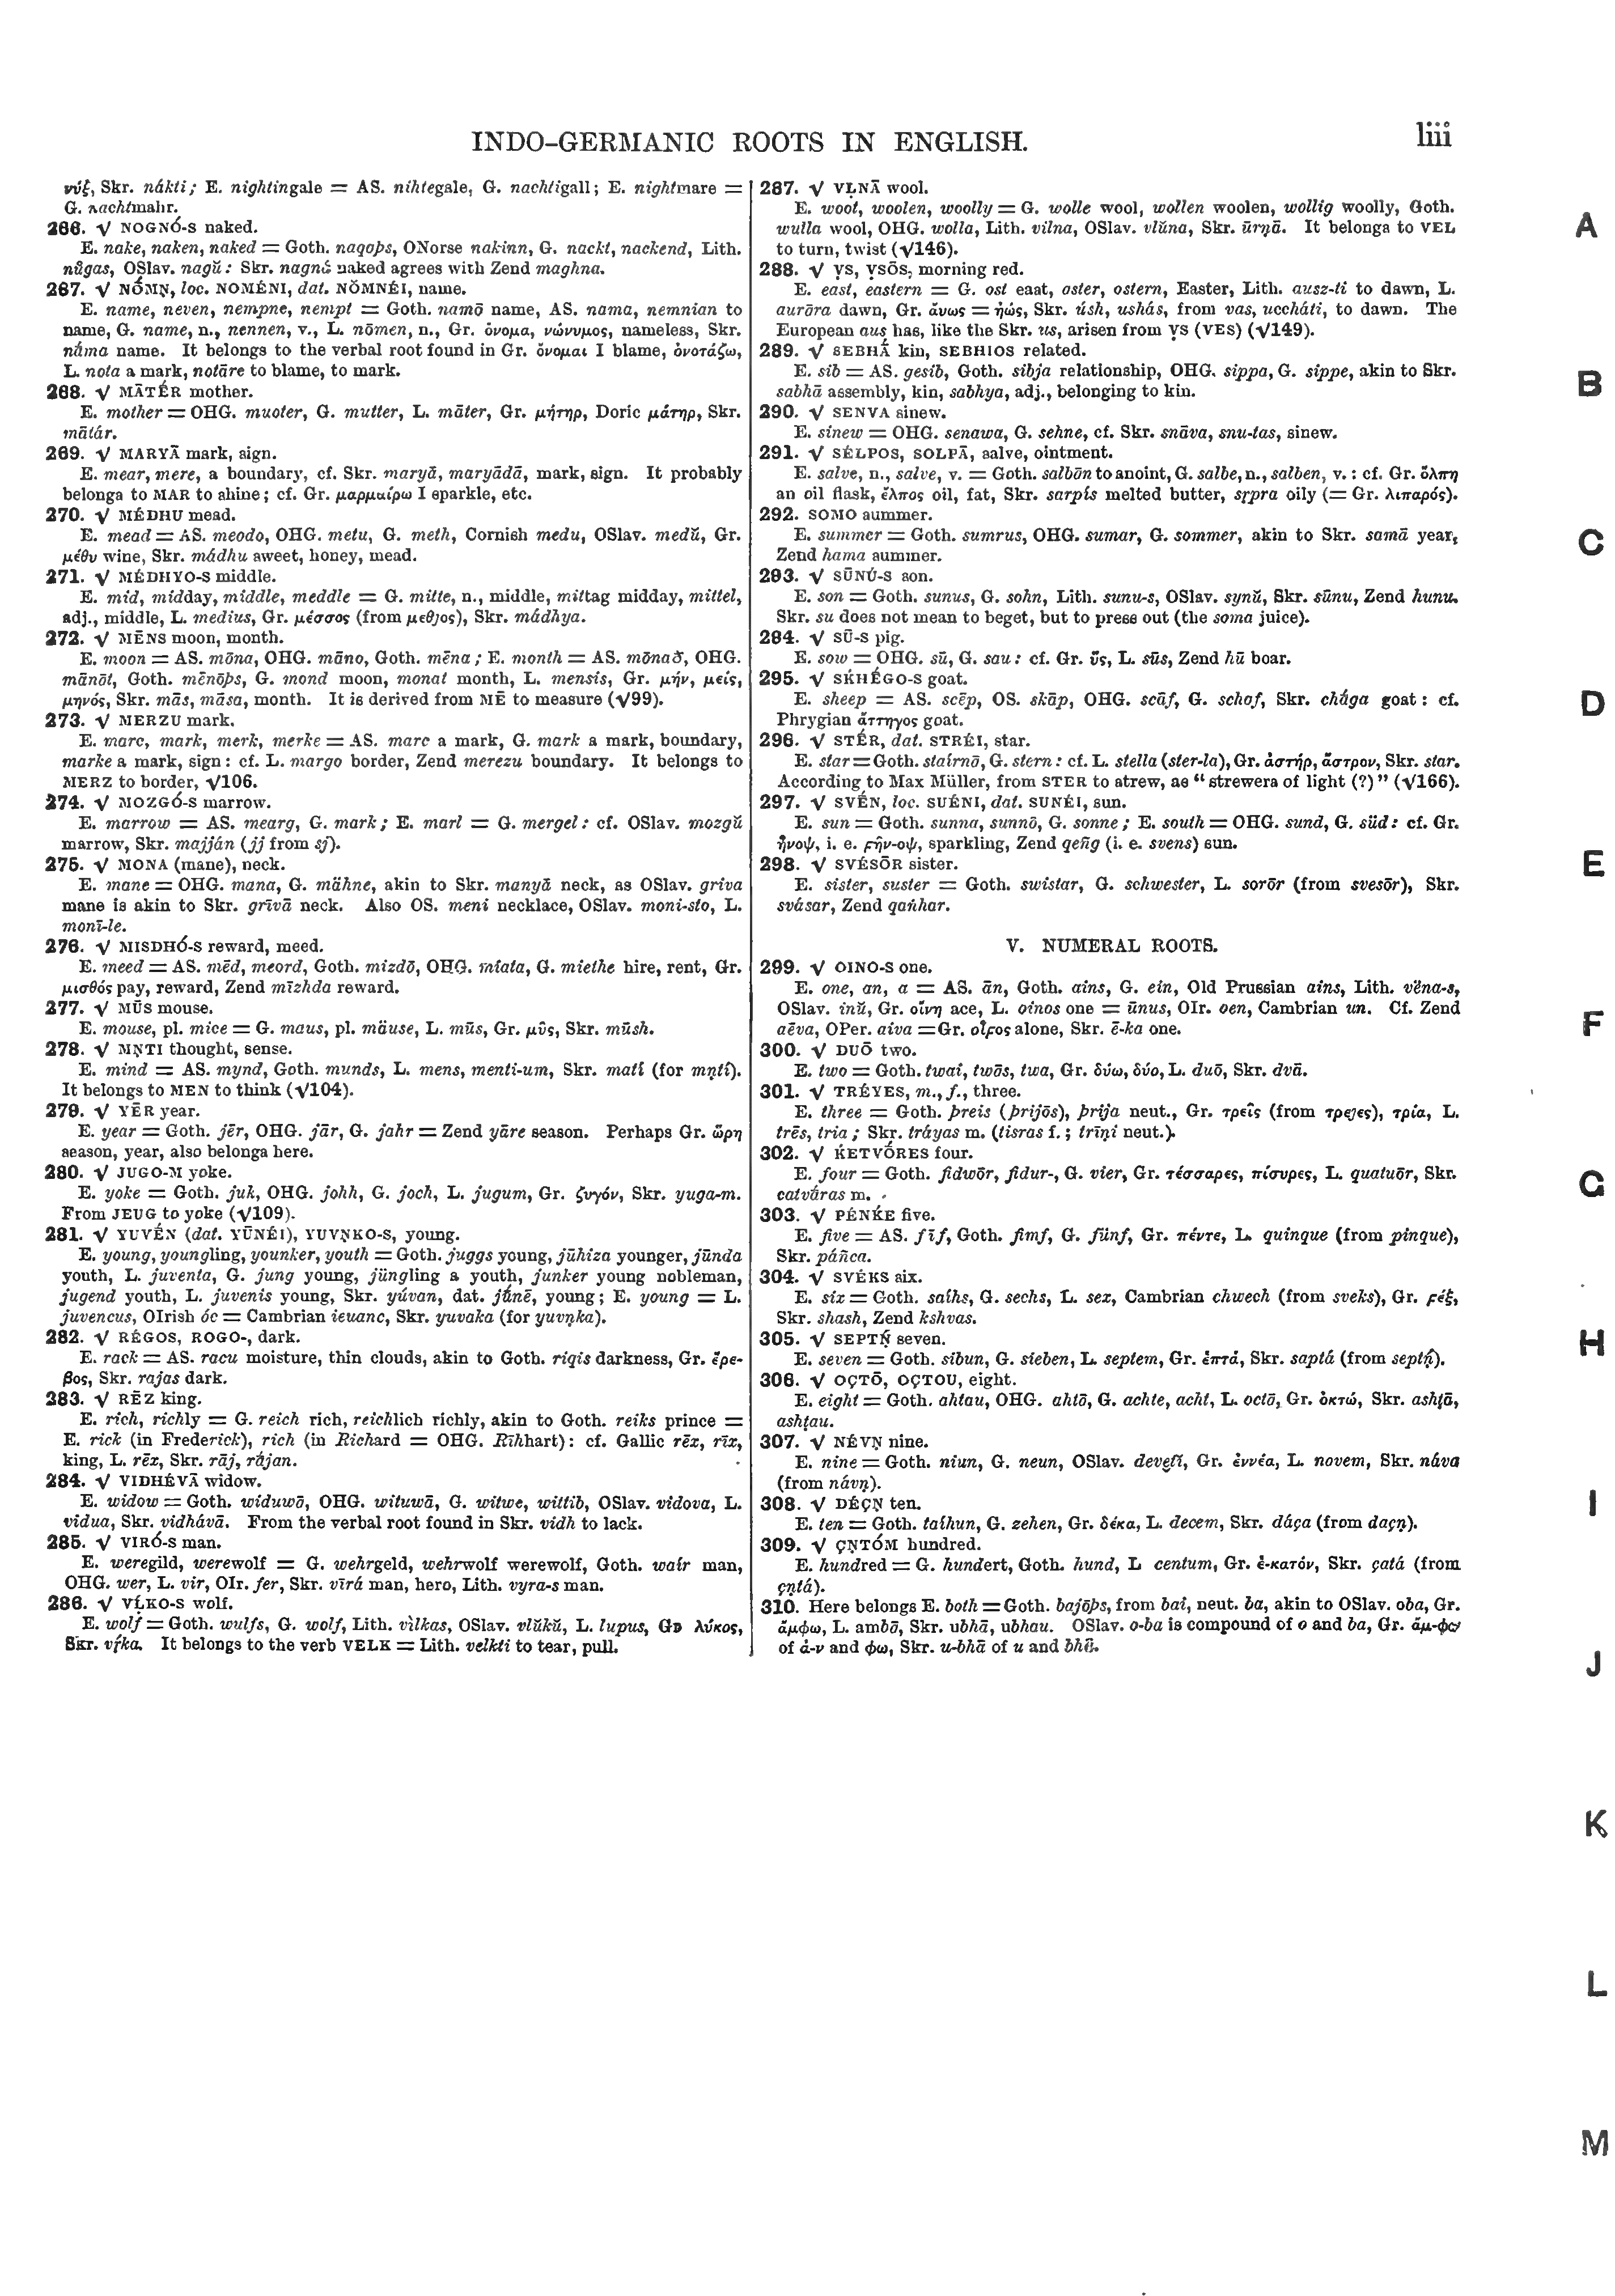 INDO-GERMANIC ROOTS IN ENGLISH.
liii
νύξ, Skr. nákti; E. nightingale = AS. nihtegale, G. nachtigall; E. nightmare =
G. nachtmahr.
266. √ NOGNÓ-S naked.
E. nake, naken, naked = Goth. naqoþs, ONorse nakinn, G. nackt, nackend, Lith.
nůgas, OSlav. nagŭ: Skr. nagná naked agrees with Zend maghna.
267. √ NṒMṆ, loc. NOMÉNI, dat. NŎMNÉI, name.
E. name, neven, nempne, nempt = Goth. namō name, AS. nama, nemnian to
name, G. name, n., nennen, v., L. nōmen, n., Gr. ὄνομα, νώνυμος, nameless, Skr.
nā́ma name. It belongs to the verbal root found in Gr. ὄνομαι I blame, ὀνοτάζω,
L. nota a mark, notāre to blame, to mark.
268. √ MĀTÉR mother.
E. mother = OHG. muoter, G. mutter, L. māter, Gr. μήτηρ, Doric μάτηρ, Skr.
mātár.
269. √ MARYĀ mark, sign.
E. mear, mere, a boundary, cf. Skr. maryā, maryādā, mark, sign. It probably
belongs to MAR to shine; cf. Gr. μαρμαίρω I sparkle, etc.
270. √ MÉDHU mead.
E. mead = AS. meodo, OHG. metu, G. meth, Cornish medu, OSlav. medŭ, Gr.
μέθυ wine, Skr. mádhu sweet, honey, mead.
271. √ MÉDHYO-S middle.
E. mid, midday, middle, meddle = G. mitte, n., middle, mittag midday, mittel,
adj., middle, L. medius, Gr. μέσσος (from μεθjος), Skr. mádhya.
272. √ MĒNS moon, month.
E. moon = AS. mōna, OHG. māno, Goth. mēna; E. month = AS. mōnað, OHG.
mānōt, Goth. mēnōþs, G. mond moon, monat month, L. mensis, Gr. μήν, μείς,
μηνός, Skr. mās, māsa, month. It is derived from MĒ to measure (√99).
273. √ MERZU mark.
E. marc, mark, merk, merke = AS. marc a mark, G. mark a mark, boundary,
marke a mark, sign: cf. L. margo border, Zend merezu boundary. It belongs to
MERZ to border, √106.
274. √ MOZGÓ-S marrow.
E. marrow = AS. mearg, G. mark; E. marl = G. mergel: cf. OSlav. mozgŭ
marrow, Skr. majján (jj from sj).
275. √ MONA (mane), neck.
E. mane = OHG. mana, G. mähne, akin to Skr. manyā neck, as OSlav. griva
mane is akin to Skr. grīvā neck. Also OS. meni necklace, OSlav. moni-sto, L.
monī-le.
276. √ MISDHÓ-S reward, meed.
E. meed = AS. mēd, meord, Goth. mizdō, OHG. miata, G. miethe hire, rent, Gr.
μισθός pay, reward, Zend mīzhda reward.
277. √ MŪS mouse.
E. mouse, pl. mice = G. maus, pl. mäuse, L. mūs, Gr. μῦς, Skr. mūsh.
278. √ MṆTI thought, sense.
E. mind = AS. mynd, Goth. munds, L. mens, menti-um, Skr. matí (for mṇtí).
It belongs to MEN to think (√104).
279. √ YĒR year.
E. year = Goth. jēr, OHG. jār, G. jahr = Zend yāre season. Perhaps Gr. ὥρη
season, year, also belongs here.
280. √ JUGO-M yoke.
E. yoke = Goth. juk, OHG. johh, G. joch, L. jugum, Gr. ζυγόν, Skr. yuga-m.
From JEUG to yoke (√109).
281. √ YUVÉN (dat. YŪNÉI), YUVṆKO-S, young.
E. young, youngling, younker, youth = Goth. juggs young, jūhiza younger, jūnda
youth, L. juventa, G. jung young, jüngling a youth, junker young nobleman,
jugend youth, L. juvenis young, Skr. yúvan, dat. jū́nē, young; E. young = L.
juvencus, OIrish óc = Cambrian ieuanc, Skr. yuvaka (for yuvṇka).
282. √ RÉGOS, ROGO-, dark.
E. rack = AS. racu moisture, thin clouds, akin to Goth. riqis darkness, Gr. ἔρε-
βος, Skr. rajas dark.
283. √ RĒZ king.
E. rich, richly = G. reich rich, reichlich richly, akin to Goth. reiks prince =
E. rick (in Frederick), rich (in Richard = OHG. Rīhhart): cf. Gallic rēx, rīx,
king, L. rēx, Skr. rāj, rājan.
284. √ VIDHÉVĀ widow.
E. widow = Goth. widuwō, OHG. wituwā, G. witwe, wittib, OSlav. vidova, L.
vidua, Skr. vidhávā. From the verbal root found in Skr. vidh to lack.
285. √ VIRÓ-S man.
E. weregild, werewolf = G. wehrgeld, wehrwolf werewolf, Goth. waír man,
OHG. wer, L. vir, OIr. fer, Skr. vīrá man, hero, Lith. vyra-s man.
286. √ VḶ́KO-S wolf.
E. wolf = Goth. wulfs, G. wolf, Lith. vìlkas, OSlav. vlŭkŭ, L. lupus, Gr λύκος,
Skr. vṛ́ka. It belongs to the verb VELK = Lith. velkti to tear, pull.
287. √ VḶNĀ wool.
E. wool, woolen, woolly = G. wolle wool, wollen woolen, wollig woolly, Goth.
wulla wool, OHG. wolla, Lith. vilna, OSlav. vlŭna, Skr. ūrṇā. It belongs to VEL
to turn, twist (√146).
288. √ ṾS, ṾSŌS, morning red.
E. east, eastern = G. ost east, oster, ostern, Easter, Lith. ausz-ti to dawn, L.
aurōra dawn, Gr. ἄυως = ἠώς, Skr. úsh, ushás, from vas, ucchāti, to dawn. The
European aus has, like the Skr. us, arisen from ṾS (VES) (√149).
289. √ SEBHĀ́ kin, SEBHIOS related.
E. sib = AS. gesib, Goth. sibja relationship, OHG. sippa, G. sippe, akin to Skr.
sabhā assembly, kin, sabhya, adj., belonging to kin.
290. √ SENVA sinew.
E. sinew = OHG. senawa, G. sehne, cf. Skr. snāva, snu-tas, sinew.
291. √ SÉLPOS, SOLPĀ, salve, ointment.
E. salve, n., salve, v. = Goth. salbōn to anoint, G. salbe, n., salben, v.: cf. Gr. ὄλπη
an oil flask, ἔλπος oil, fat, Skr. sarpís melted butter, sṛpra oily (= Gr. λιπαρός).
292. SOMO summer.
E. summer = Goth. sumrus, OHG. sumar, G. sommer, akin to Skr. samā year,
Zend hama summer.
293. √ SŪNÚ-S son.
E. son = Goth. sunus, G. sohn, Lith. sunu-s, OSlav. synŭ, Skr. sūnu, Zend hunu.
Skr. su does not mean to beget, but to press out (the soma juice).
294. √ SŪ-S pig.
E. sow = OHG. sū, G. sau: cf. Gr. ὗς, L. sūs, Zend hū boar.
295. √ SḰHÉGO-S goat.
E. sheep = AS. scēp, OS. skāp, OHG. scāf, G. schaf, Skr. chā́ga goat: cf.
Phrygian ἄττηγος goat.
296. √ STÉR, dat. STRÉI, star.
E. star = Goth. staírnō, G. stern: cf. L. stella (ster-la), Gr. ἀστήρ, ἄστρον, Skr. star.
According to Max Müller, from STER to strew, as "strewers of light (?)" (√166).
297. √ SVÉN, loc. SUÉNI, dat. SUNÉI, sun.
E. sun = Goth. sunna, sunnō, G. sonne; E. south = OHG. sund, G. süd: cf. Gr.
ἦνοψ, i. e. ϝῆν-οψ, sparkling, Zend qeñg (i. e. svens) sun.
298. √ SVÉSŌR sister.
E. sister, suster = Goth. swistar, G. schwester, L. sorōr (from svesōr), Skr.
svásar, Zend qaṅhar.
V. NUMERAL ROOTS.
299. √ OINO-S one.
E. one, an, a = AS. ān, Goth. ains, G. ein, Old Prussian ains, Lith. vëna-s,
OSlav. inŭ, Gr. οἴνη ace, L. oinos one = ūnus, OIr. oen, Cambrian un. Cf. Zend
aēva, OPer. aiva = Gr. οἶϝος alone, Skr. ē-ka one.
300. √ DUŌ two.
E. two = Goth. twai, twōs, twa, Gr. δύω, δύο, L. duō, Skr. dvā.
301. √ TRÉYES, m., f., three.
E. three = Goth. þreis (þrijōs), þrija neut., Gr. τρεῖς (from τρεjες), τρία, L.
trēs, tria; Skr. tráyas m. (tisras f.; trīṇi neut.).
302. √ ḰETVṒRES four.
E. four = Goth. fidwōr, fidur-, G. vier, Gr. τέσσαρες, πίσυρες, L. quatuōr, Skr.
catvāras m.
303. √ PÉNḰE five.
E. five = AS. fīf, Goth. fimf, G. fünf, Gr. πέντε, L. quinque (from pinque),
Skr. páñca.
304. √ SVÉKS six.
E. six = Goth. saíhs, G. sechs, L. sex, Cambrian chwech (from sveks), Gr. ϝέξ,
Skr. shash, Zend kshvas.
305. √ SEPTṆ́ seven.
E. seven = Goth. sibun, G. sieben, L. septem, Gr. ἑπτά, Skr. saptá (from septṇ́).
306. √ OÇTŌ, OÇTOU, eight.
E. eight = Goth. ahtau, OHG. ahtō, G. achte, acht, L. octō, Gr. ὀκτώ, Skr. ashṭā,
ashṭau.
307. √ NÉVṆ nine.
E. nine = Goth. niun, G. neun, OSlav. devętĭ, Gr. ἐννέα, L. novem, Skr. náva
(from návṇ).
308. √ DÉÇṆ ten.
E. ten = Goth. taíhun, G. zehen, Gr. δέκα, L. decem, Skr. dáça (from daçṇ).
309. √ ÇṆTÓM hundred.
E. hundred = G. hundert, Goth. hund, L centum, Gr. ἑ-κατόν, Skr. çatá (from
çṇtá).
310. Here belongs E. both = Goth. bajōþs, from bai, neut. ba, akin to OSlav. oba, Gr.
ἄμφω, L. ambō, Skr. ubhā, ubhau. OSlav. o-ba is compound of o and ba, Gr. ἄμ-φω
of ἀ-ν and φω, Skr. u-bhā of u and bhē.
A
B
C
D
E
F
G
H
I
J
K
L
M